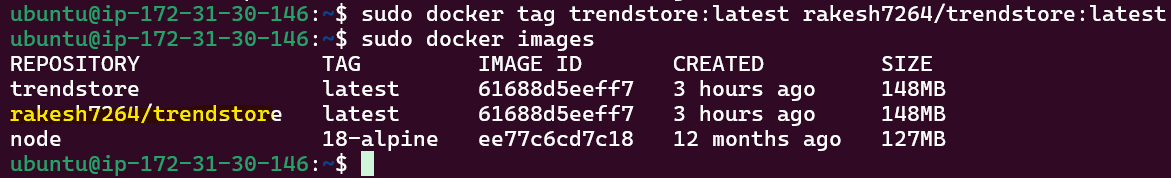 ubuntu@ip-172-31-30-146:~$ sudo docker tag trendstore:latest rakesh7264/trendstore:latest
ubuntu@ip-172-31-30-146:~$ sudo docker images
REPOSITORY TAG IMAGE ID CREATED SIZE
trendstore latest 61688d5eeff7 3 hours ago 148MB
rakesh7264/trendstore latest 61688d5eeff7 3 hours ago 148MB
node 18-alpine ee77c6cd7c18 12 months ago 127MB
ubuntu@ip-172-31-30-146:~$